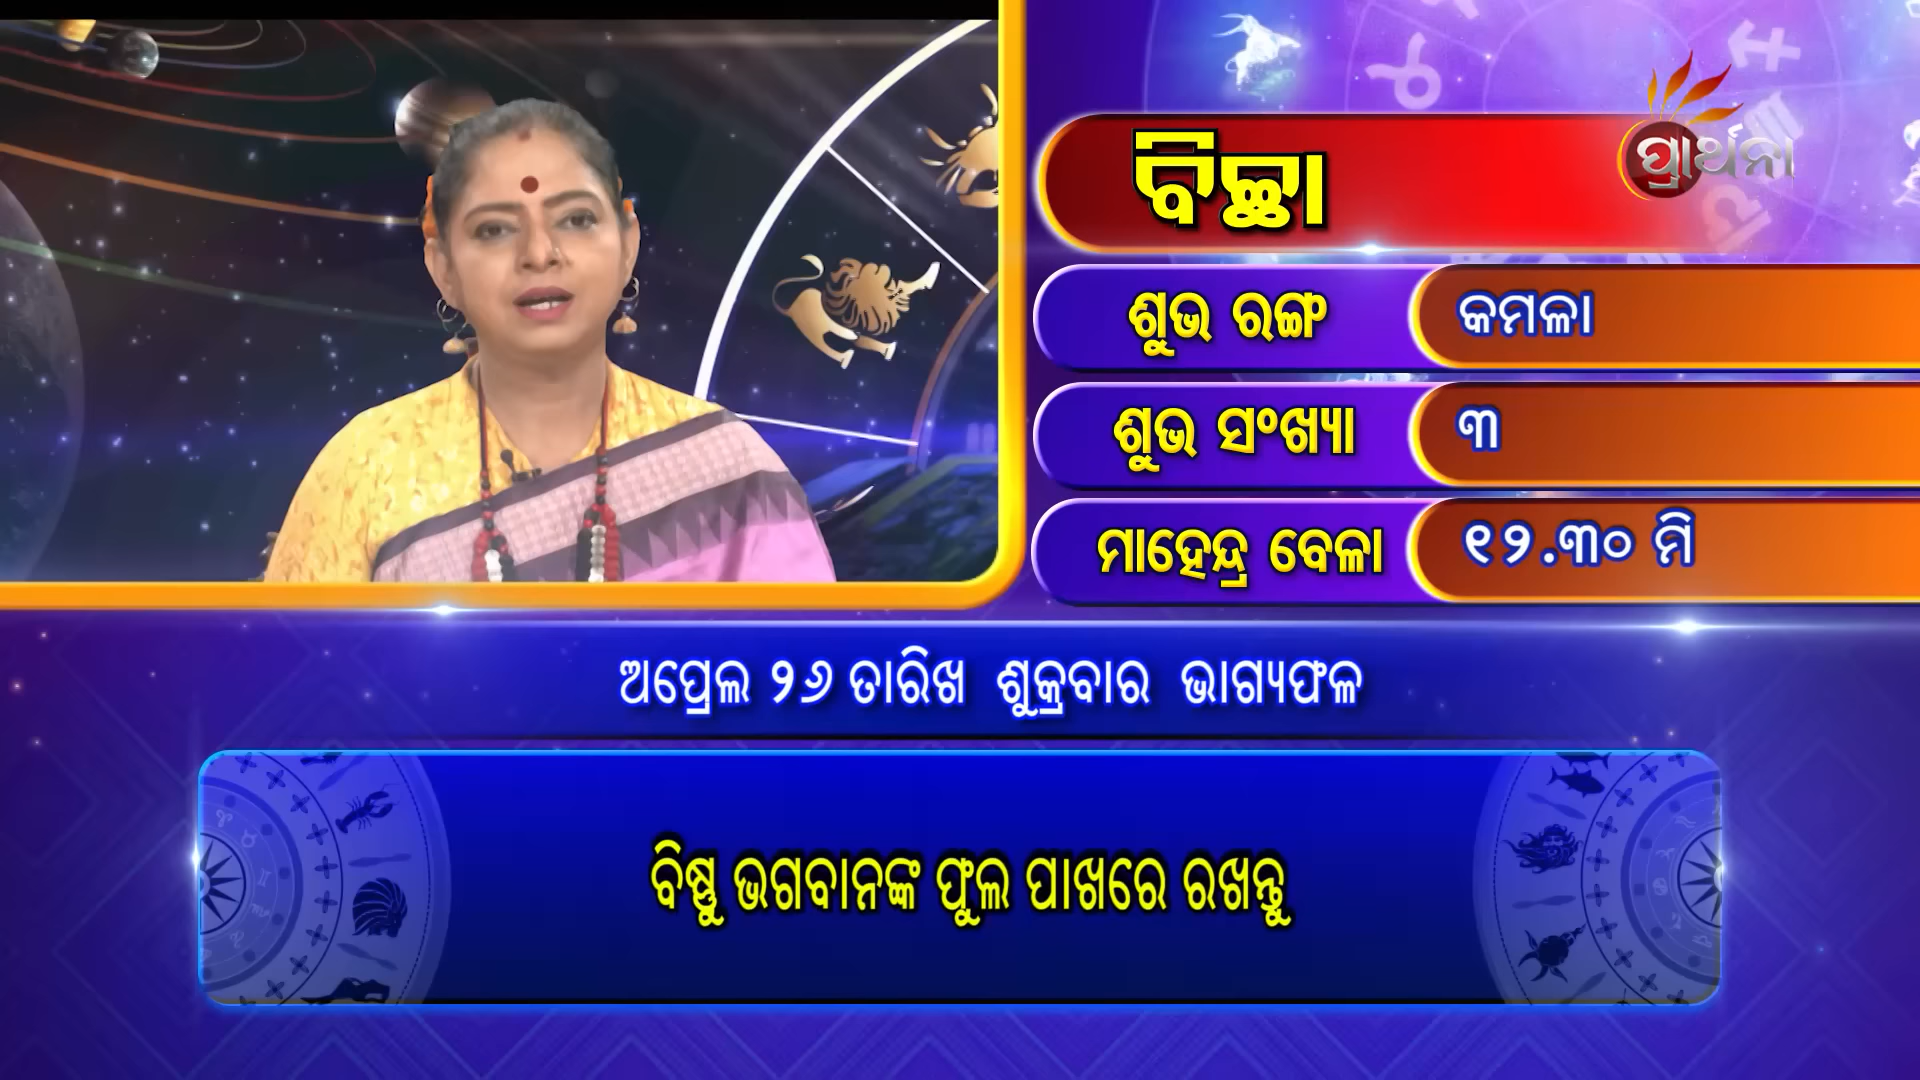 ବିଛା
ପ୍ରାର୍ଥନା
ଶୁଭ ରଙ୍ଗ
କମଳା
ଶୁଭ ସଂଖ୍ୟା
୩
ମାହେନ୍ଦ୍ର ବେଳା
୧୨.୩୦ ମି
ଅପ୍ରେଲ ୨୬ ତାରିଖ ଶୁକ୍ରବାର ଭାଗ୍ୟଫଳ
ବିଷ୍ଣୁ ଭଗବାନଙ୍କ ଫୁଲ ପାଖରେ ରଖନ୍ତୁ